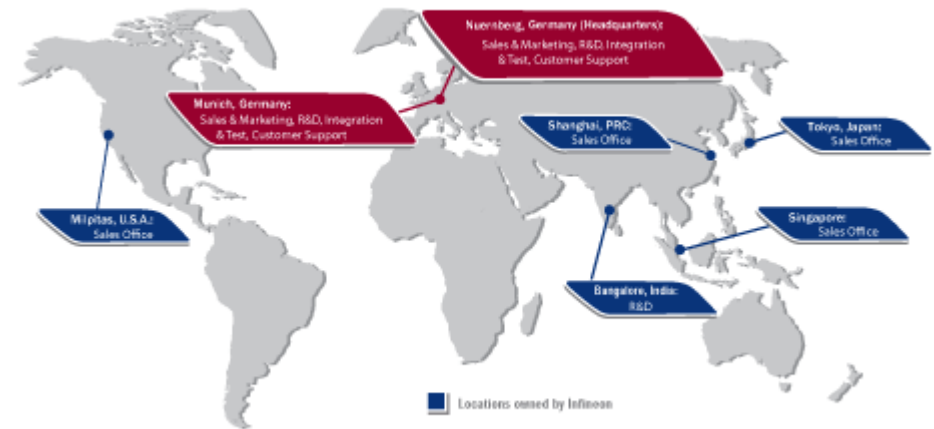 Nuernberg, Germany (Headquarters):
Sales & Marketing, R&D, Integration
& Test, Customer Support
Munich, Germany:
Sales & Marketing, R&D, Integration
& Test, Customer Support
Shanghai, PRC:
Sales Office
Tokyo, Japan:
Sales Office
Milpitas, U.S.A.:
Sales Office
Singapore:
Sales Office
Bangalore, India:
R&D
Locations owned by Infineon